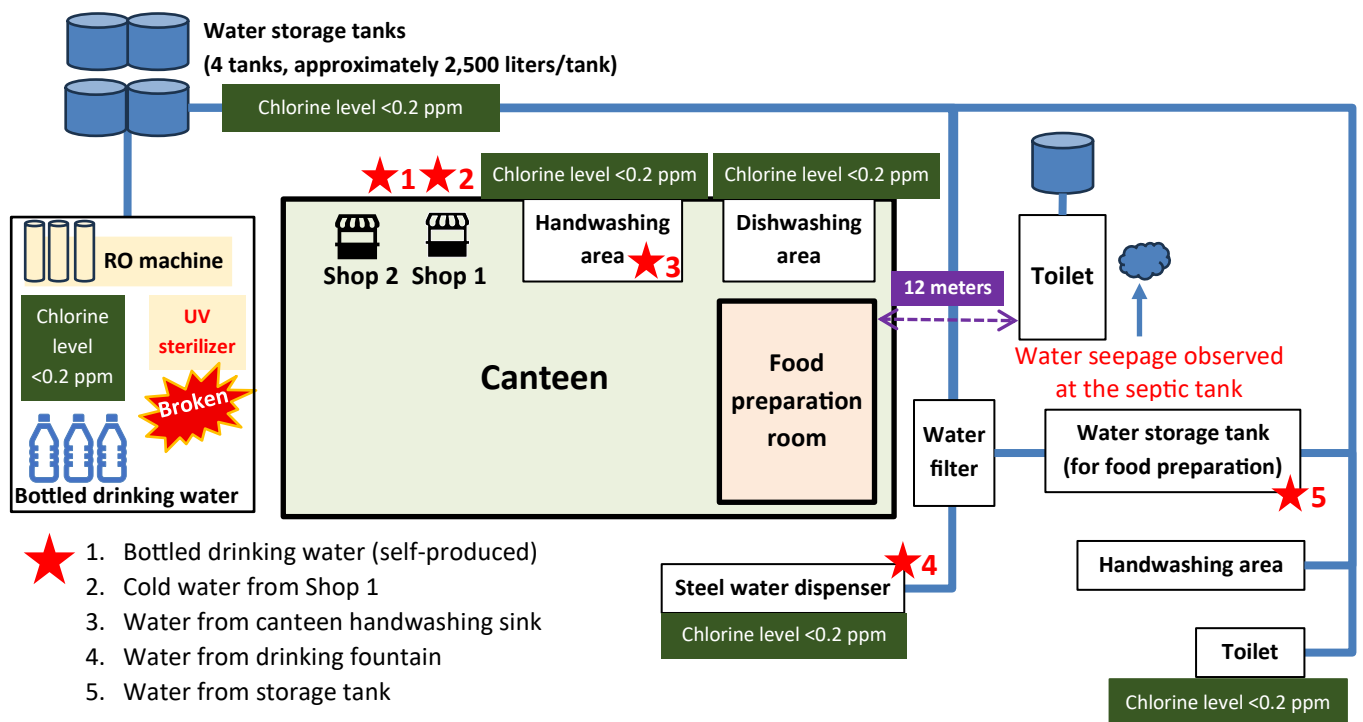 Water storage tanks
(4 tanks, approximately 2,500 liters/tank)
Chlorine level <0.2 ppm
1
2
Chlorine level <0.2 ppm
Chlorine level <0.2 ppm
RO machine
Chlorine
level
<0.2 ppm
UV
sterilizer
Broken
Bottled drinking water
Shop 2
Shop 1
Handwashing
area
3
Dishwashing
area
Canteen
Food
preparation
room
12 meters
Toilet
Water seepage observed
at the septic tank
Water
filter
Water storage tank
(for food preparation)
5
Handwashing area
Toilet
Chlorine level <0.2 ppm
Steel water dispenser
4
Chlorine level <0.2 ppm
1. Bottled drinking water (self-produced)
2. Cold water from Shop 1
3. Water from canteen handwashing sink
4. Water from drinking fountain
5. Water from storage tank